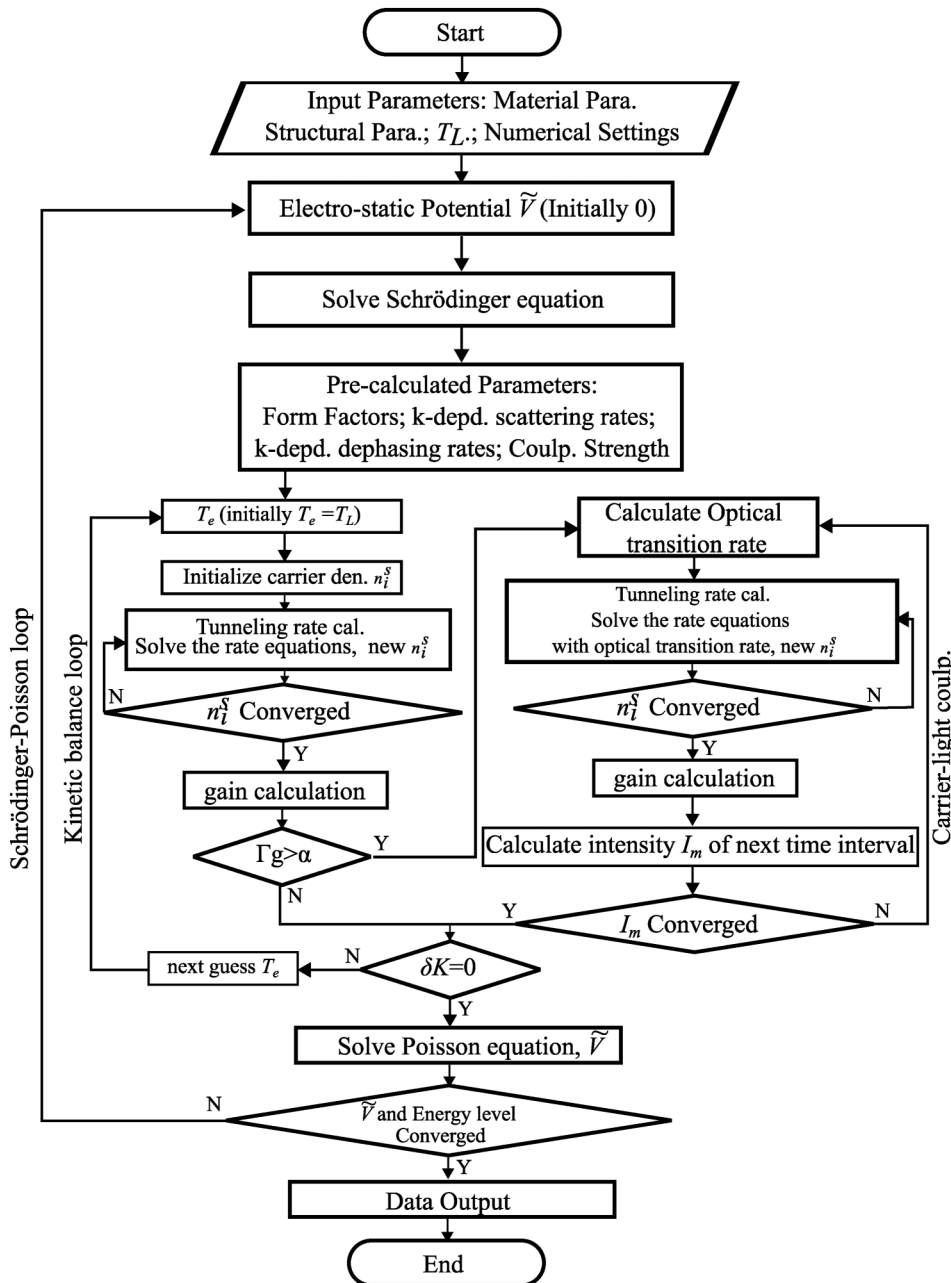 Start
Input Parameters: Material Para.
Structural Para.; T_L.; Numerical Settings
Electro-static Potential Ṽ (Initially 0)
Solve Schrödinger equation
Pre-calculated Parameters:
Form Factors; k-depd. scattering rates;
k-depd. dephasing rates; Coulp. Strength
T_e (initially T_e =T_L)
Initialize carrier den. n_i^s
Tunneling rate cal.
Solve the rate equations, new n_i^s
N
n_i^s Converged
Y
gain calculation
Γg>α
Y
N
Calculate Optical
transition rate
Tunneling rate cal.
Solve the rate equations
with optical transition rate, new n_i^s
n_i^s Converged
N
Y
gain calculation
Calculate intensity I_m of next time interval
Y
I_m Converged
N
Carrier-light coulp.
Schrödinger-Poisson loop
Kinetic balance loop
next guess T_e
N
δK=0
Y
Solve Poisson equation, Ṽ
N
Ṽ and Energy level
Converged
Y
Data Output
End